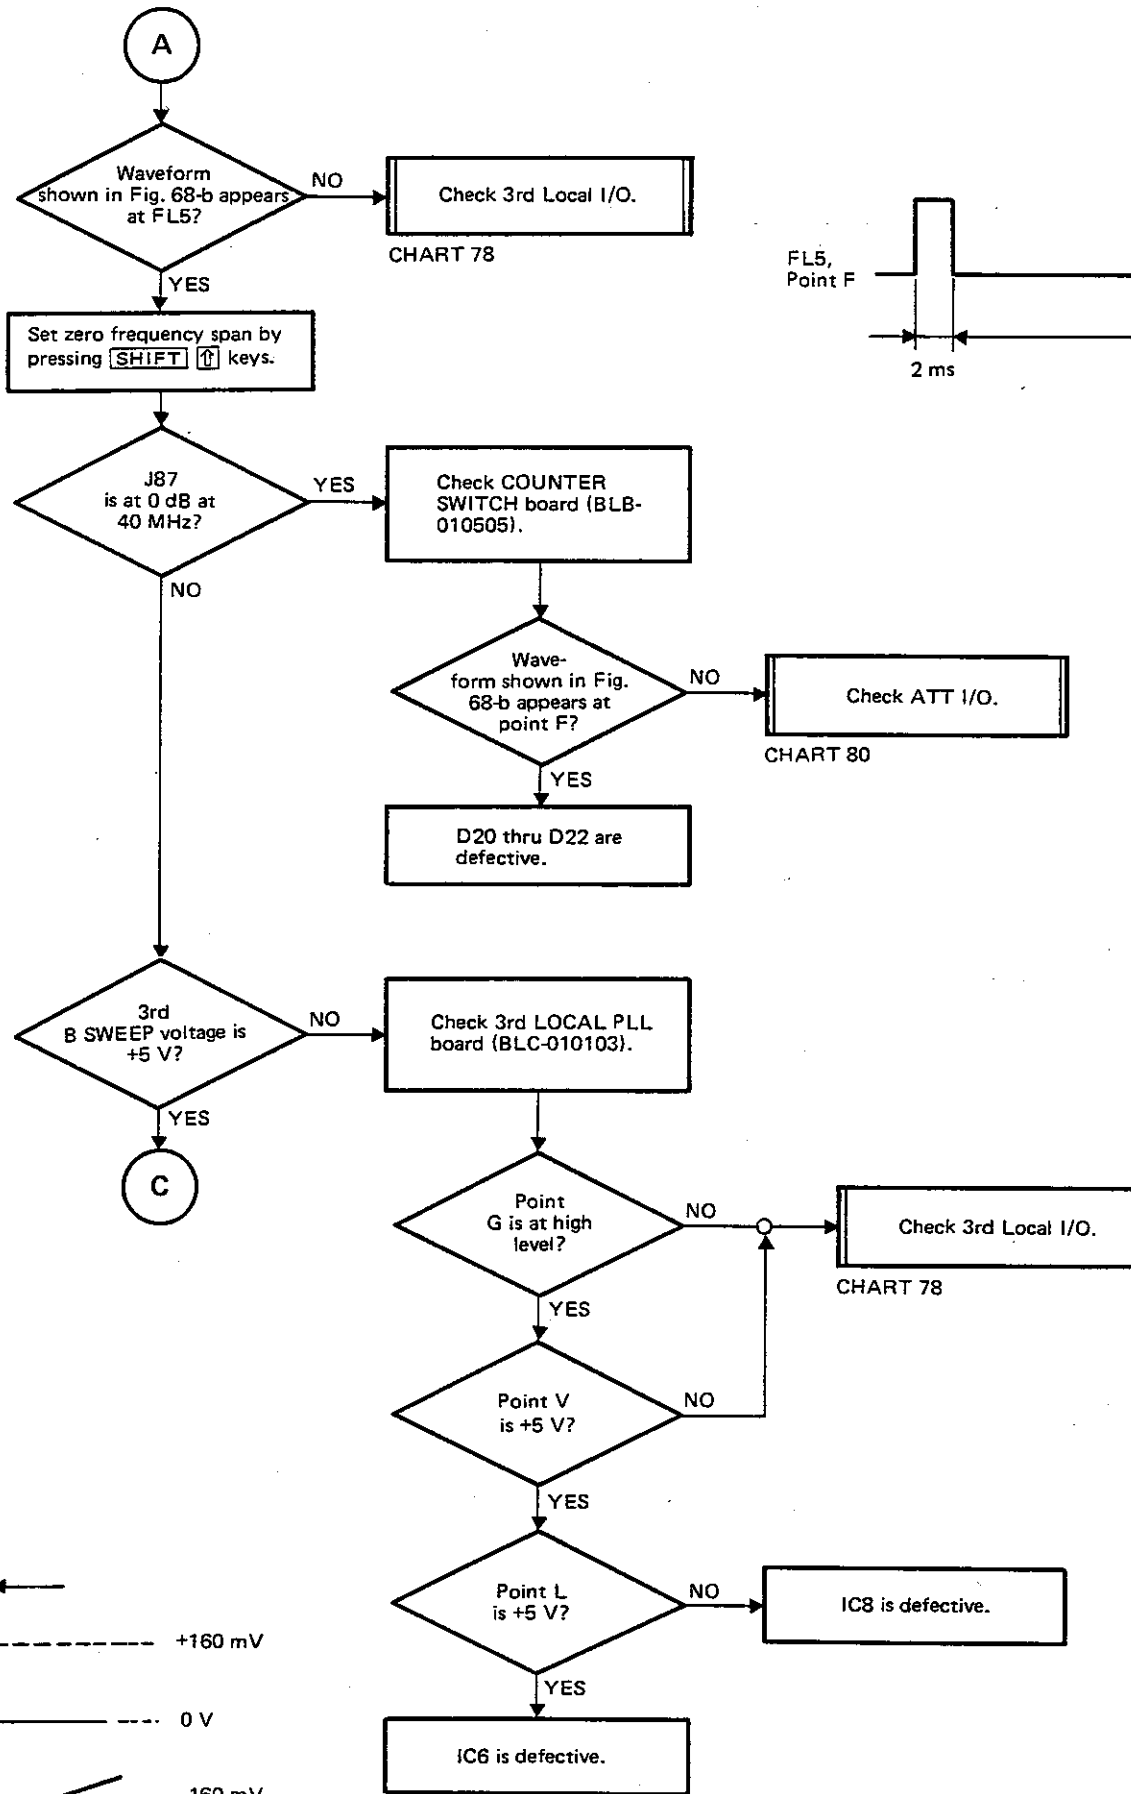 A
Waveform
shown in Fig. 68-b appears
at FL5?
NO
Check 3rd Local I/O.
CHART 78
FL5,
Point F
2 ms
YES
Set zero frequency span by
pressing SHIFT ⇧ keys.
J87
is at 0 dB at
40 MHz?
YES
Check COUNTER
SWITCH board (BLB-
010505).
NO
Wave-
form shown in Fig.
68-b appears at
point F?
NO
Check ATT I/O.
CHART 80
YES
D20 thru D22 are
defective.
3rd
B SWEEP voltage is
+5 V?
NO
Check 3rd LOCAL PLL
board (BLC-010103).
YES
C
Point
G is at high
level?
NO
Check 3rd Local I/O.
CHART 78
YES
Point V
is +5 V?
NO
YES
Point L
is +5 V?
NO
IC8 is defective.
YES
IC6 is defective.
+160 mV
0 V
160 mV